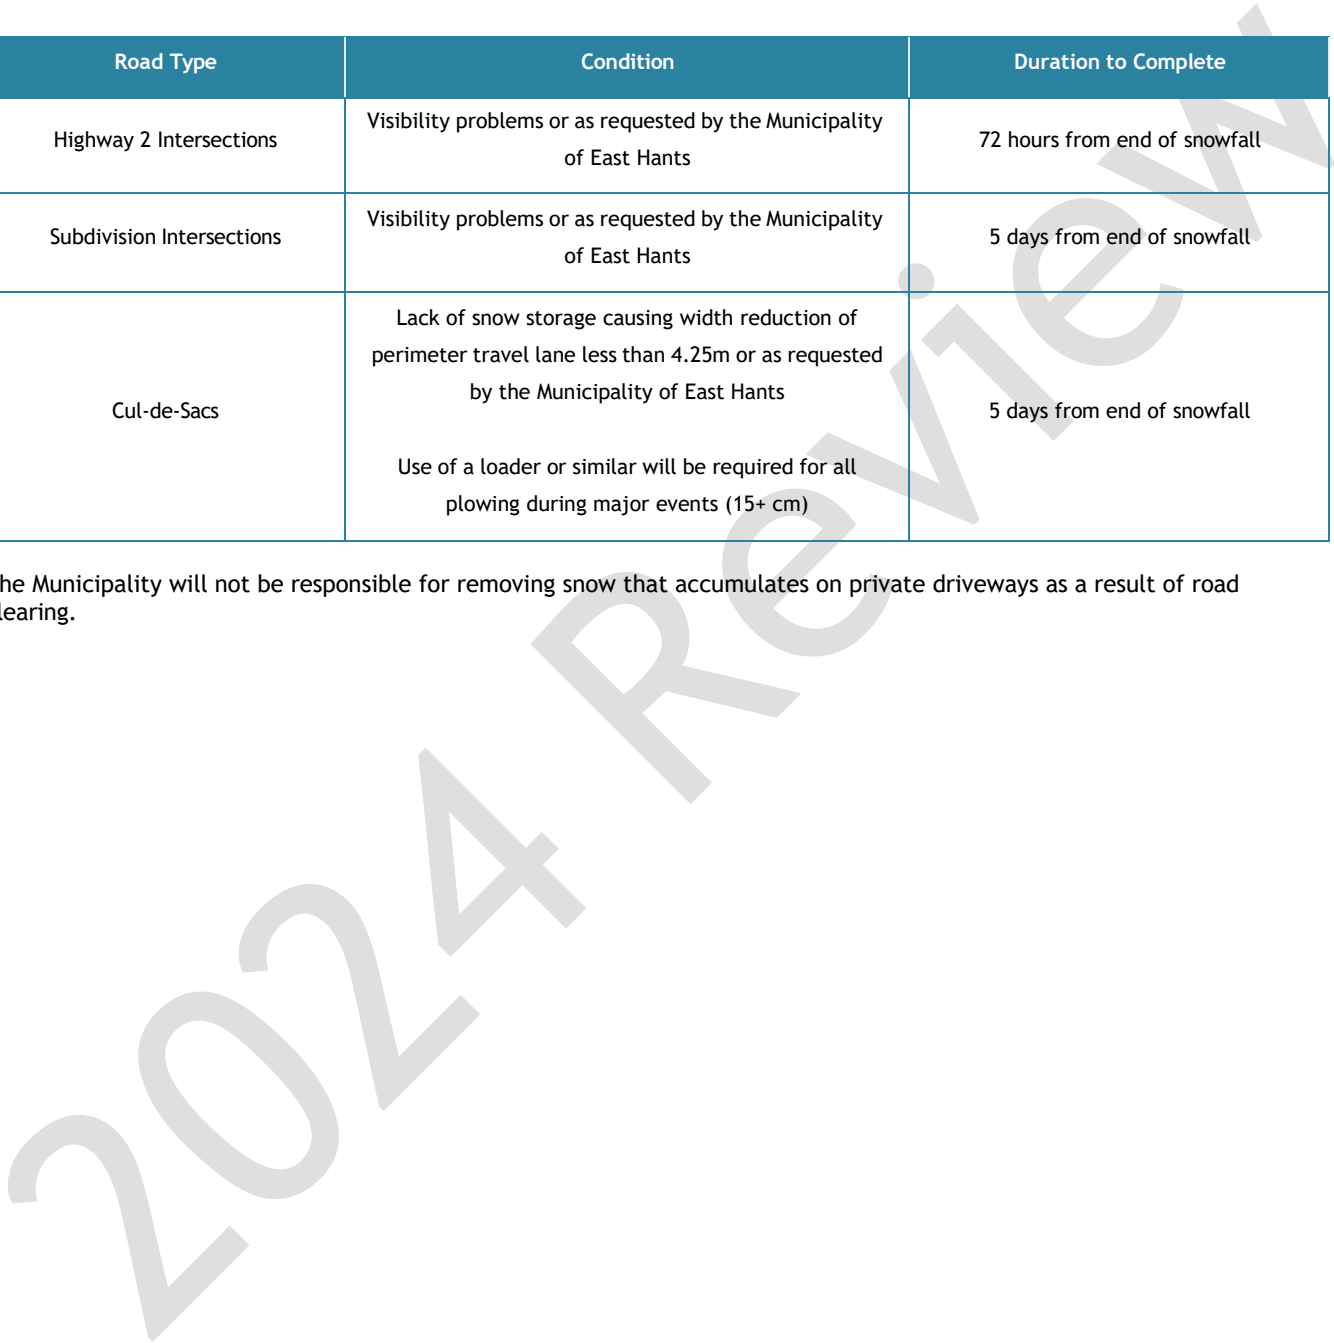 Road Type Condition Duration to Complete
Highway 2 Intersections
Visibility problems or as requested by the Municipality
of East Hants
72 hours from end of snowfall
Subdivision Intersections
Visibility problems or as requested by the Municipality
of East Hants
5 days from end of snowfall
Cul-de-Sacs
Lack of snow storage causing width reduction of
perimeter travel lane less than 4.25m or as requested
by the Municipality of East Hants
Use of a loader or similar will be required for all
plowing during major events (15+ cm)
5 days from end of snowfall
he Municipality will not be responsible for removing snow that accumulates on private driveways as a result of road
learing.
2024 Review